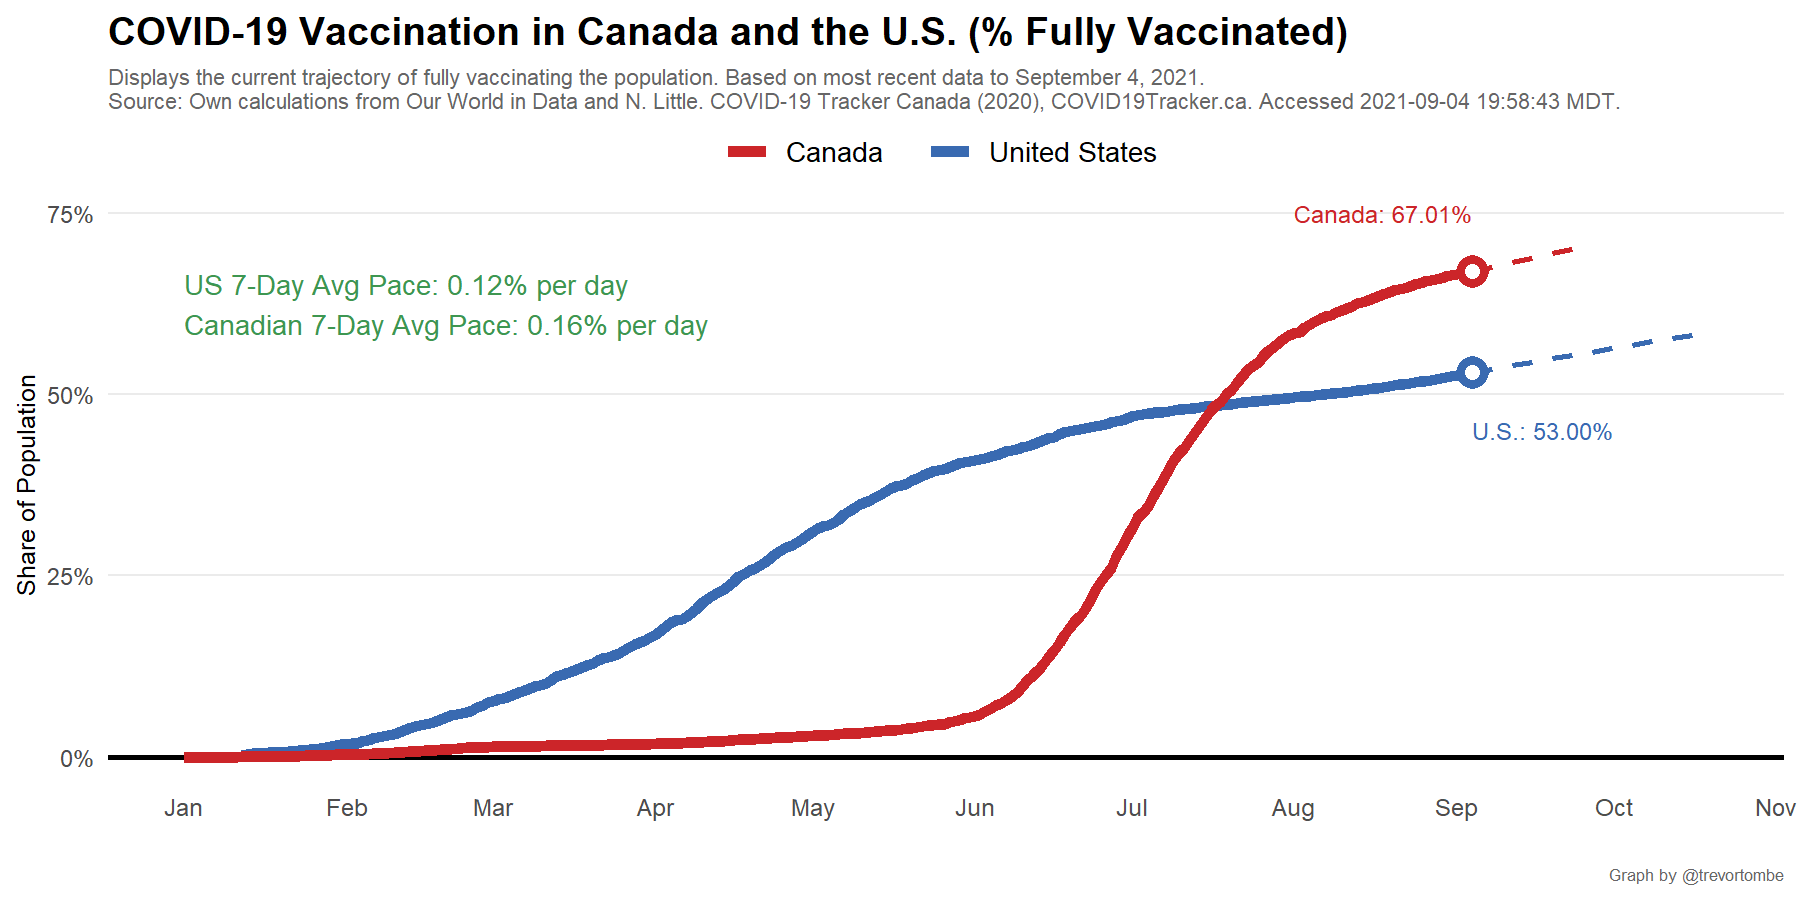 COVID-19 Vaccination in Canada and the U.S. (% Fully Vaccinated)
Displays the current trajectory of fully vaccinating the population. Based on most recent data to September 4, 2021.
Source: Own calculations from Our World in Data and N. Little. COVID-19 Tracker Canada (2020), COVID19Tracker.ca. Accessed 2021-09-04 19:58:43 MDT.
Canada
United States
75%
Canada: 67.01%
US 7-Day Avg Pace: 0.12% per day
Canadian 7-Day Avg Pace: 0.16% per day
Share of Population
50%
U.S.: 53.00%
25%
0%
Jan Feb Mar Apr May Jun Jul Aug Sep Oct Nov
Graph by @trevortombe